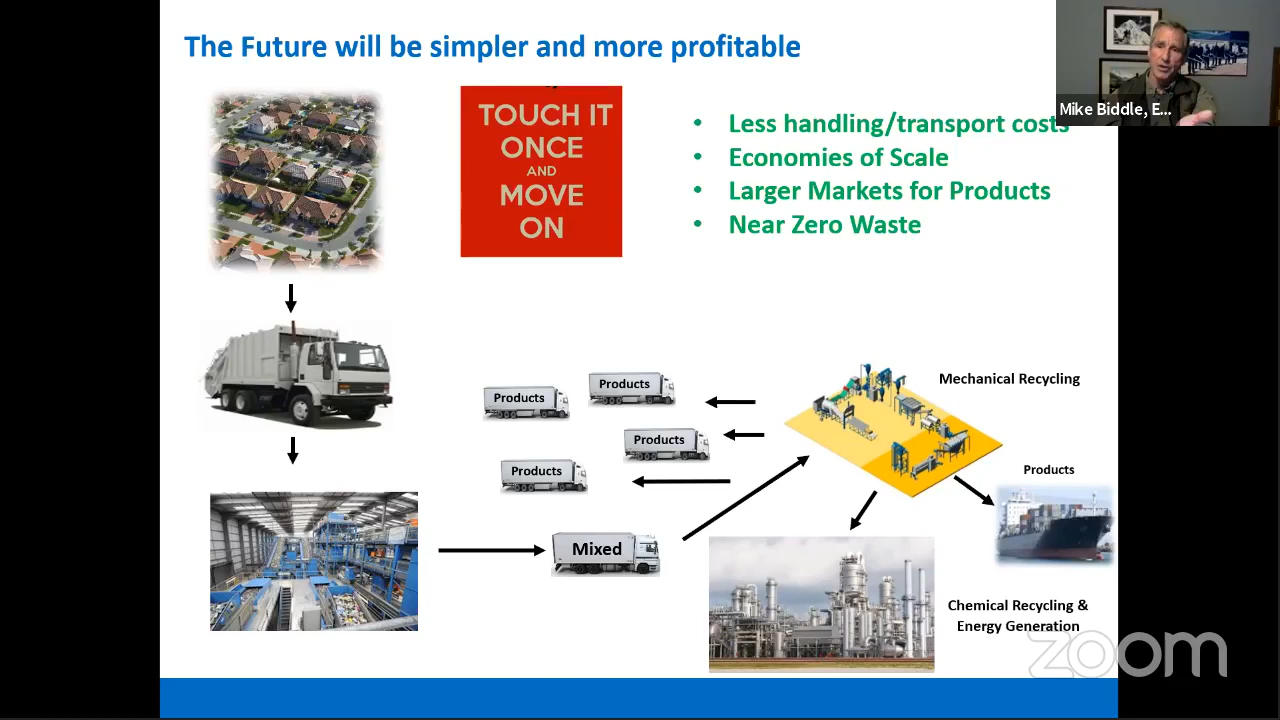 The Future will be simpler and more profitable
TOUCH IT
ONCE
AND
MOVE
ON
• Less handling/transport costs
• Economies of Scale
• Larger Markets for Products
• Near Zero Waste
Mike Biddle, E...
Products
Products
Products
Products
Mixed
Mechanical Recycling
Products
Chemical Recycling &
Energy Generation
zoom